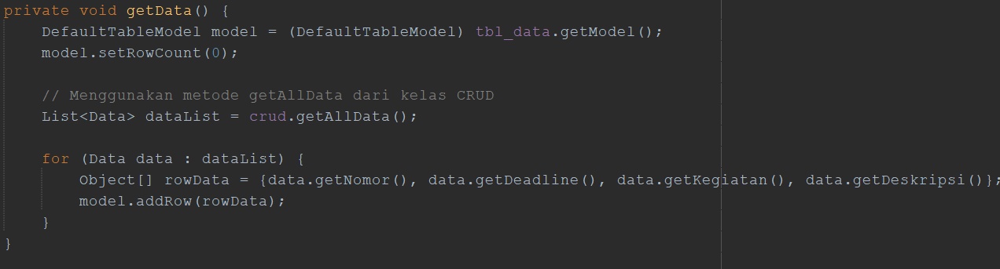 private void getData() {
DefaultTableModel model = (DefaultTableModel) tbl_data.getModel();
model.setRowCount(0);
// Menggunakan metode getAllData dari kelas CRUD
List<Data> dataList = crud.getAllData();
for (Data data : dataList) {
Object[] rowData = {data.getNomor(), data.getDeadline(), data.getKegiatan(), data.getDeskripsi()};
model.addRow(rowData);
}
}